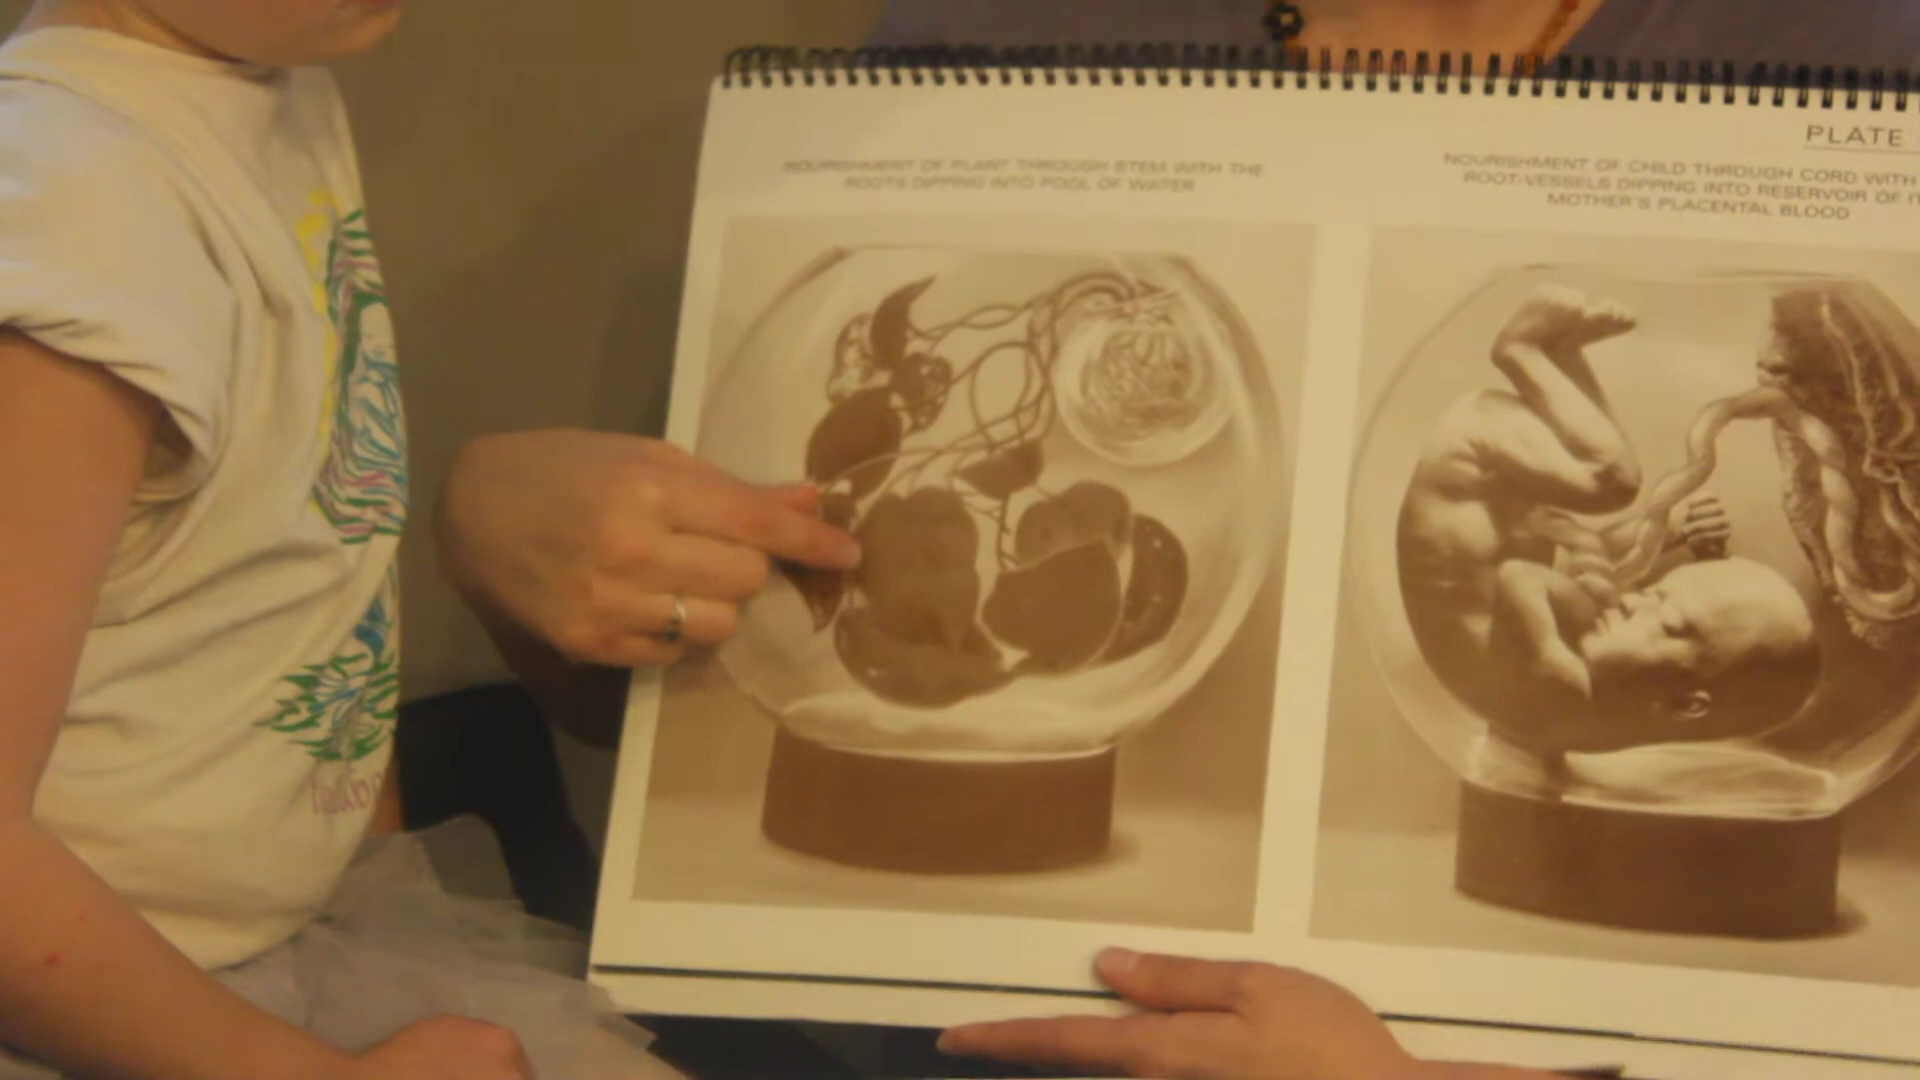 PLATE
NOURISHMENT OF PLANT THROUGH STEM WITH THE
ROOTS DIPPING INTO POOL OF WATER
NOURISHMENT OF CHILD THROUGH CORD WITH
ROOT-VESSELS DIPPING INTO RESERVOIR OF
MOTHER'S PLACENTAL BLOOD